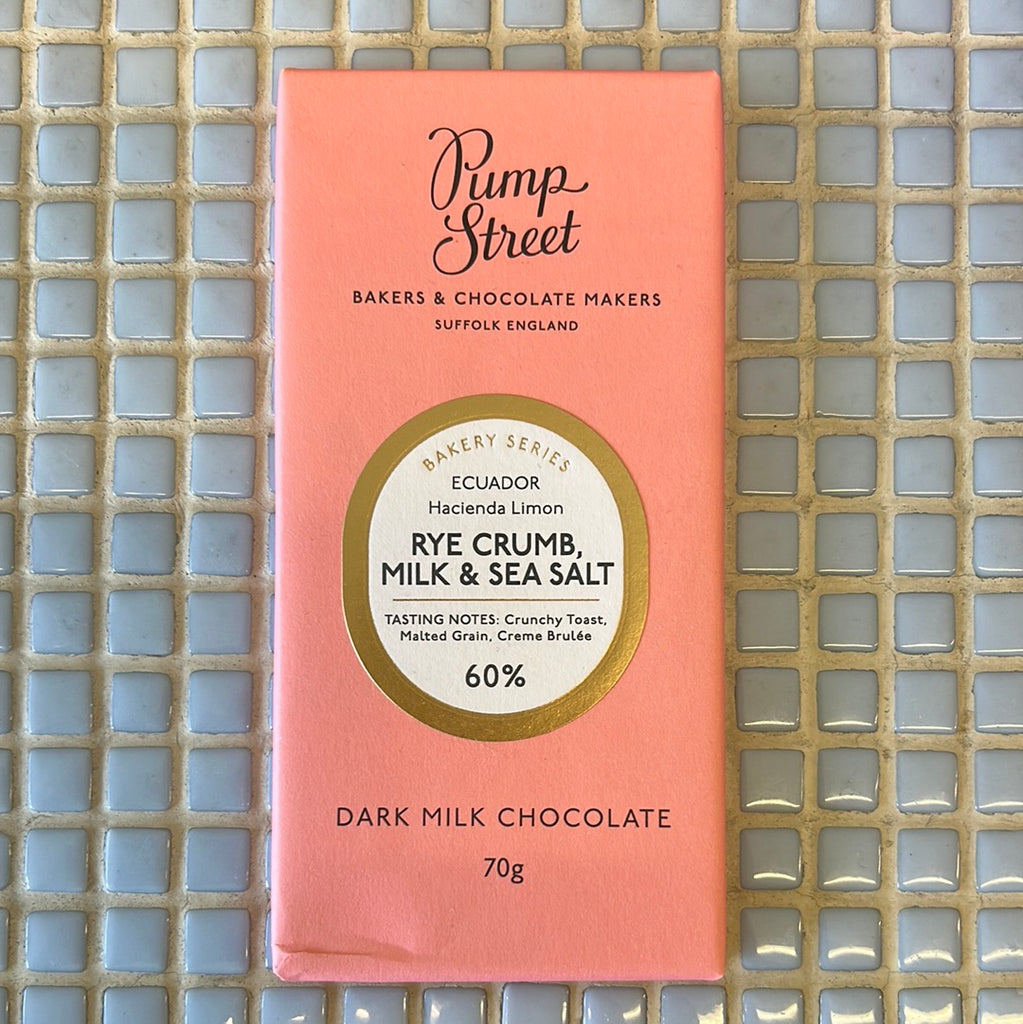 Pump
Street
BAKERS & CHOCOLATE MAKERS
SUFFOLK ENGLAND
BAKERY SERIES
ECUADOR
Hacienda Limon
RYE CRUMB,
MILK & SEA SALT
TASTING NOTES: Crunchy Toast,
Malted Grain, Creme Brulée
60%
DARK MILK CHOCOLATE
70g